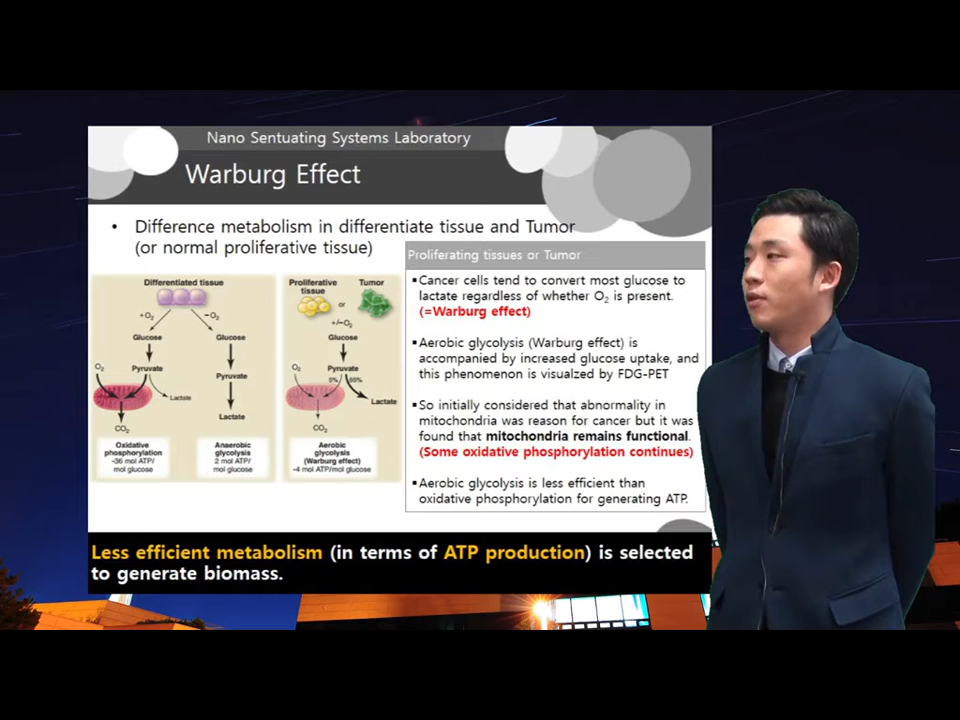 Nano Sentuating Systems Laboratory
Warburg Effect
• Difference metabolism in differentiate tissue and Tumor
(or normal proliferative tissue)
Differentiated tissue
+O₂
−O₂
Glucose
Glucose
O₂
Pyruvate
Pyruvate
Lactate
Lactate
CO₂
Oxidative
phosphorylation
~36 mol ATP/
mol glucose
Anaerobic
glycolysis
2 mol ATP/
mol glucose
Proliferative
tissue
or
Tumor
+/−O₂
Glucose
O₂
Pyruvate
5%
85%
Lactate
CO₂
Aerobic
glycolysis
(Warburg effect)
~4 mol ATP/mol glucose
Proliferating tissues or Tumor
▪Cancer cells tend to convert most glucose to
lactate regardless of whether O₂ is present.
(=Warburg effect)
▪Aerobic glycolysis (Warburg effect) is
accompanied by increased glucose uptake, and
this phenomenon is visualzed by FDG-PET
▪So initially considered that abnormality in
mitochondria was reason for cancer but it was
found that mitochondria remains functional.
(Some oxidative phosphorylation continues)
▪Aerobic glycolysis is less efficient than
oxidative phosphorylation for generating ATP.
Less efficient metabolism (in terms of ATP production) is selected
to generate biomass.